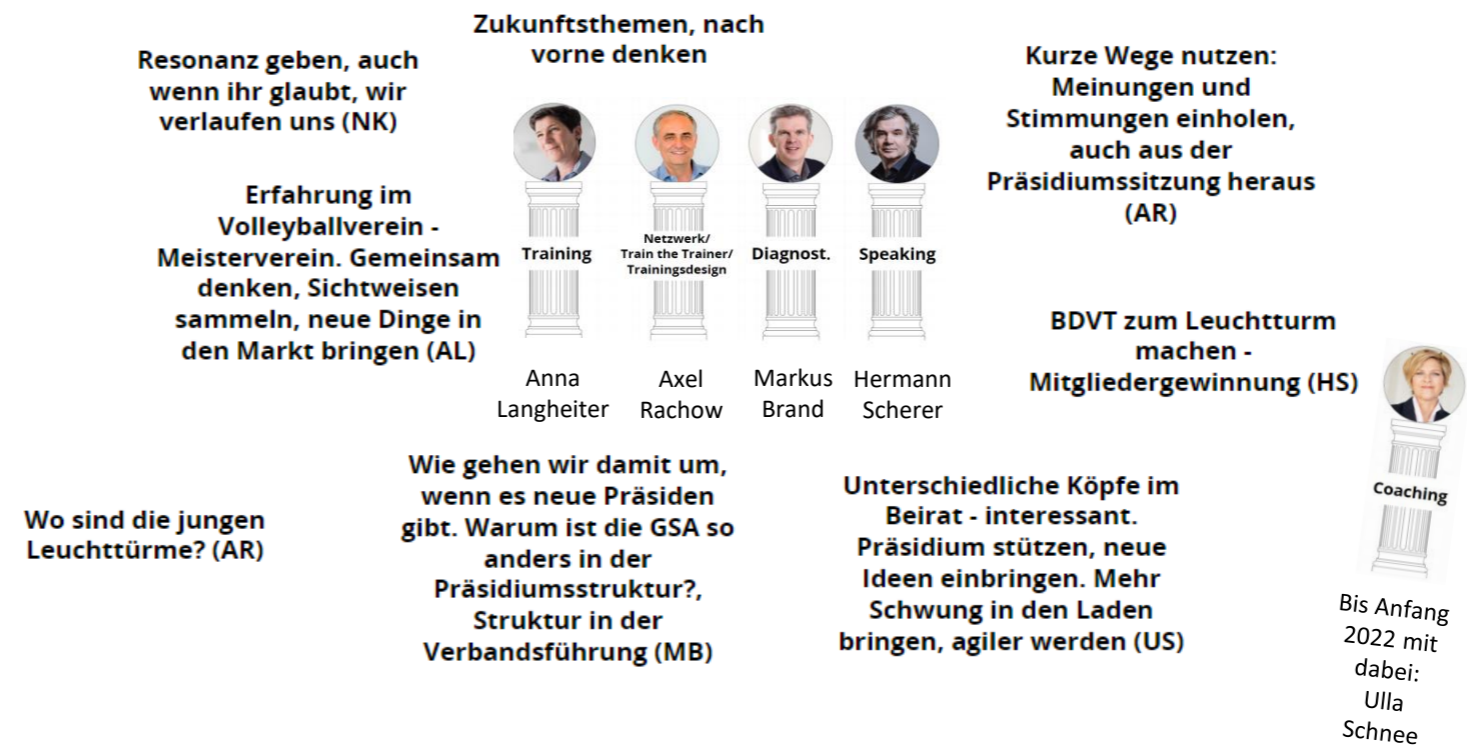 Zukunftsthemen, nach
vorne denken
Resonanz geben, auch
wenn ihr glaubt, wir
verlaufen uns (NK)
Kurze Wege nutzen:
Meinungen und
Stimmungen einholen,
auch aus der
Präsidiumssitzung heraus
(AR)
Erfahrung im
Volleyballverein -
Meisterverein. Gemeinsam
denken, Sichtweisen
sammeln, neue Dinge in
den Markt bringen (AL)
Training
Netzwerk/
Train the Trainer/
Trainingsdesign
Diagnost.
Speaking
Anna
Langheiter
Axel
Rachow
Markus
Brand
Hermann
Scherer
BDVT zum Leuchtturm
machen -
Mitgliedergewinnung (HS)
Coaching
Bis Anfang
2022 mit
dabei:
Ulla
Schnee
Wo sind die jungen
Leuchttürme? (AR)
Wie gehen wir damit um,
wenn es neue Präsiden
gibt. Warum ist die GSA so
anders in der
Präsidiumsstruktur?,
Struktur in der
Verbandsführung (MB)
Unterschiedliche Köpfe im
Beirat - interessant.
Präsidium stützen, neue
Ideen einbringen. Mehr
Schwung in den Laden
bringen, agiler werden (US)